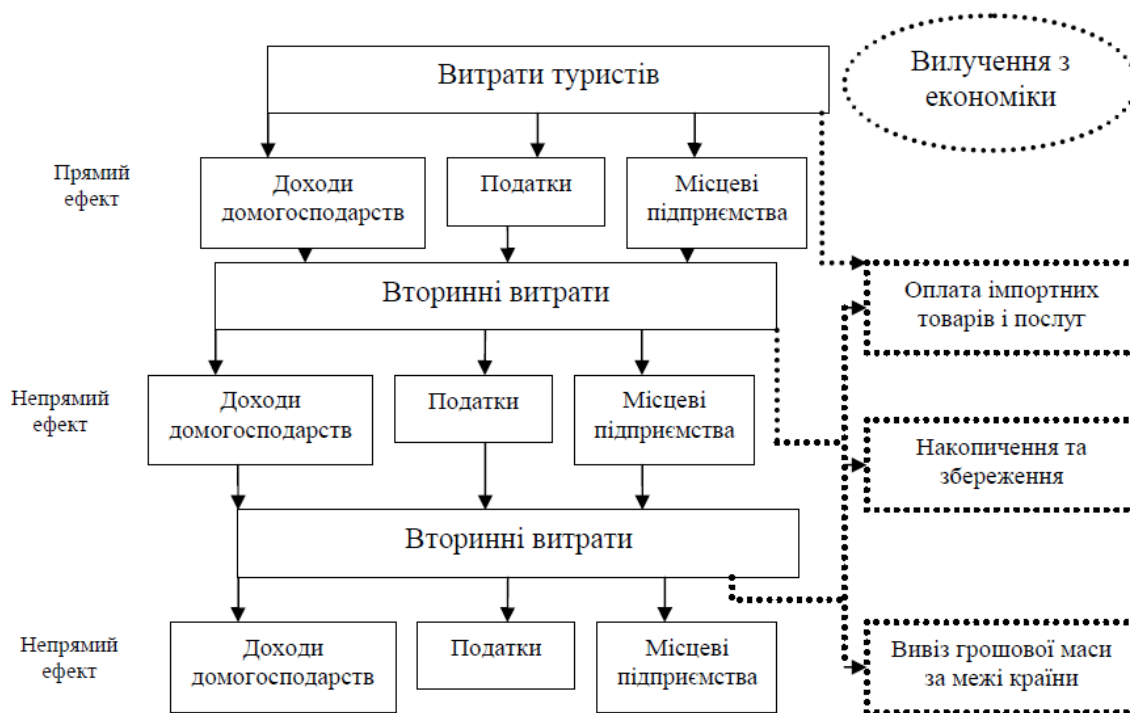 Витрати туристів
Вилучення з
економіки
Прямий
ефект
Доходи
домогосподарств
Податки
Місцеві
підприємства
Вторинні витрати
Оплата імпортних
товарів і послуг
Непрямий
ефект
Доходи
домогосподарств
Податки
Місцеві
підприємства
Накопичення та
збереження
Вторинні витрати
Непрямий
ефект
Доходи
домогосподарств
Податки
Місцеві
підприємства
Вивіз грошової маси
за межі країни